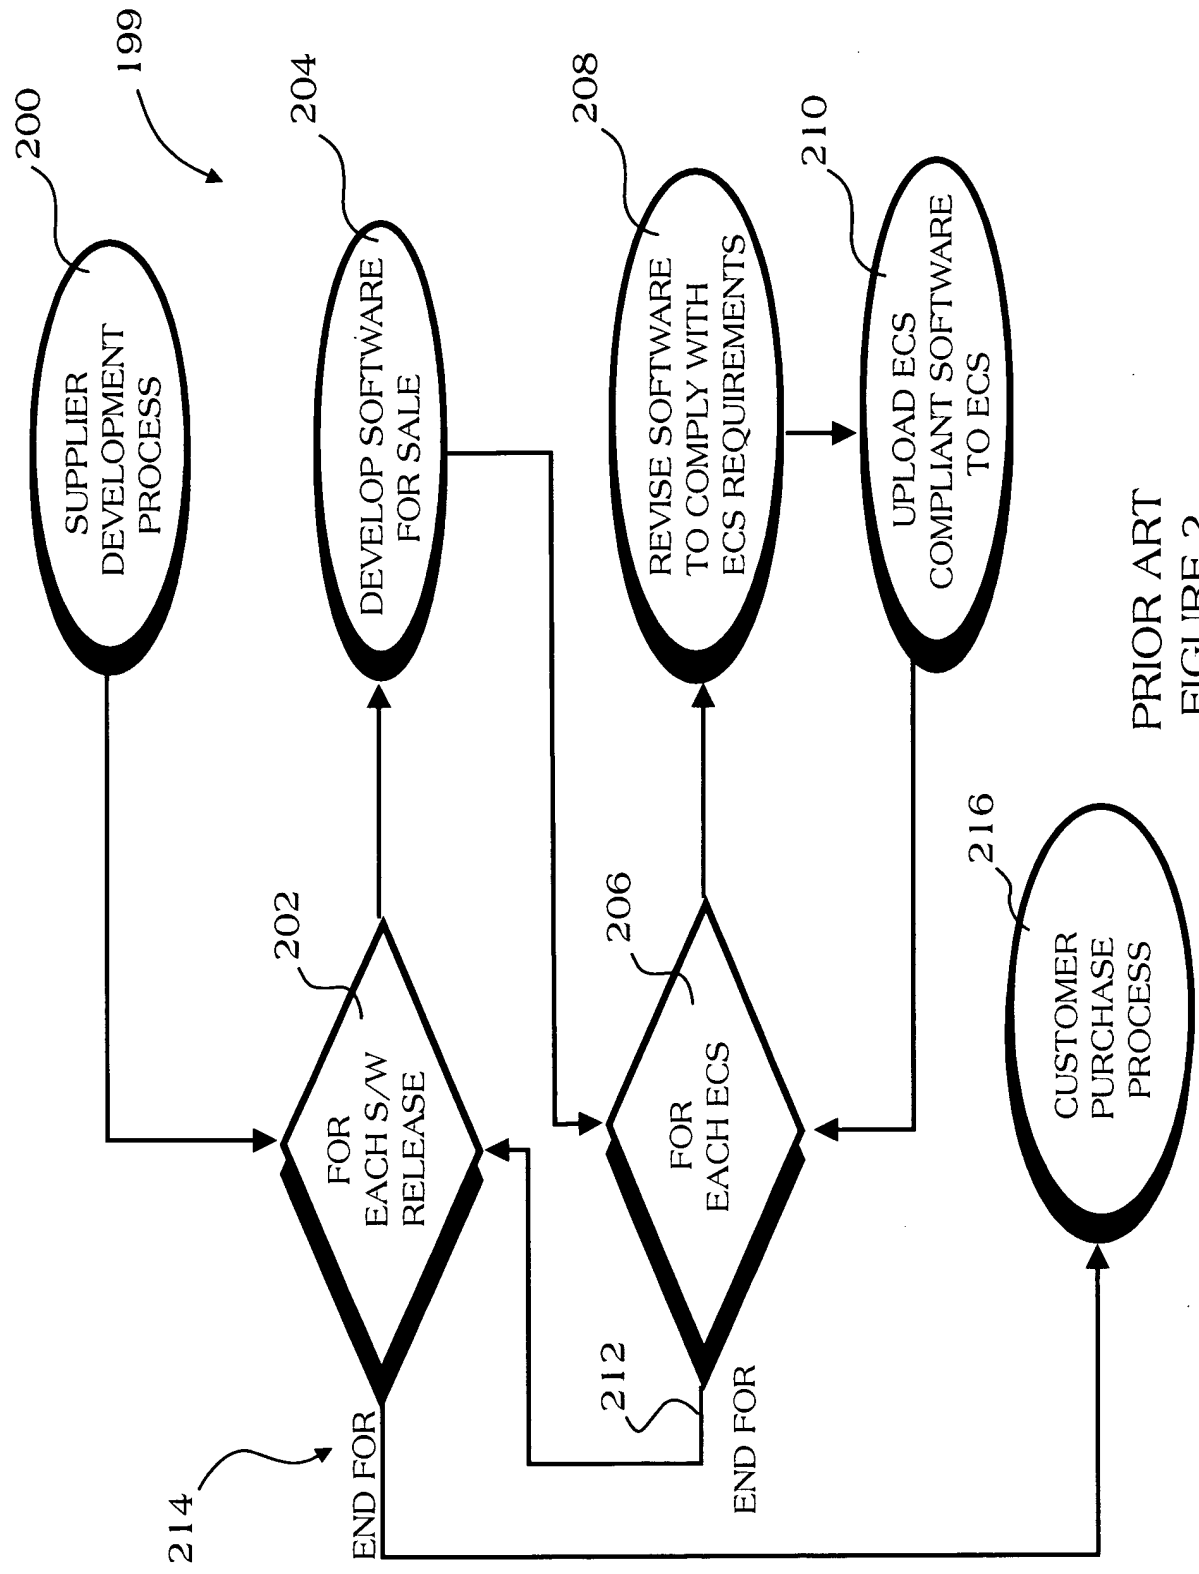 199
200
SUPPLIER
DEVELOPMENT
PROCESS
202
FOR
EACH S/W
RELEASE
204
DEVELOP SOFTWARE
FOR SALE
214
END FOR
206
FOR
EACH ECS
208
REVISE SOFTWARE
TO COMPLY WITH
ECS REQUIREMENTS
212
END FOR
210
UPLOAD ECS
COMPLIANT SOFTWARE
TO ECS
216
CUSTOMER
PURCHASE
PROCESS
PRIOR ART
FIGURE